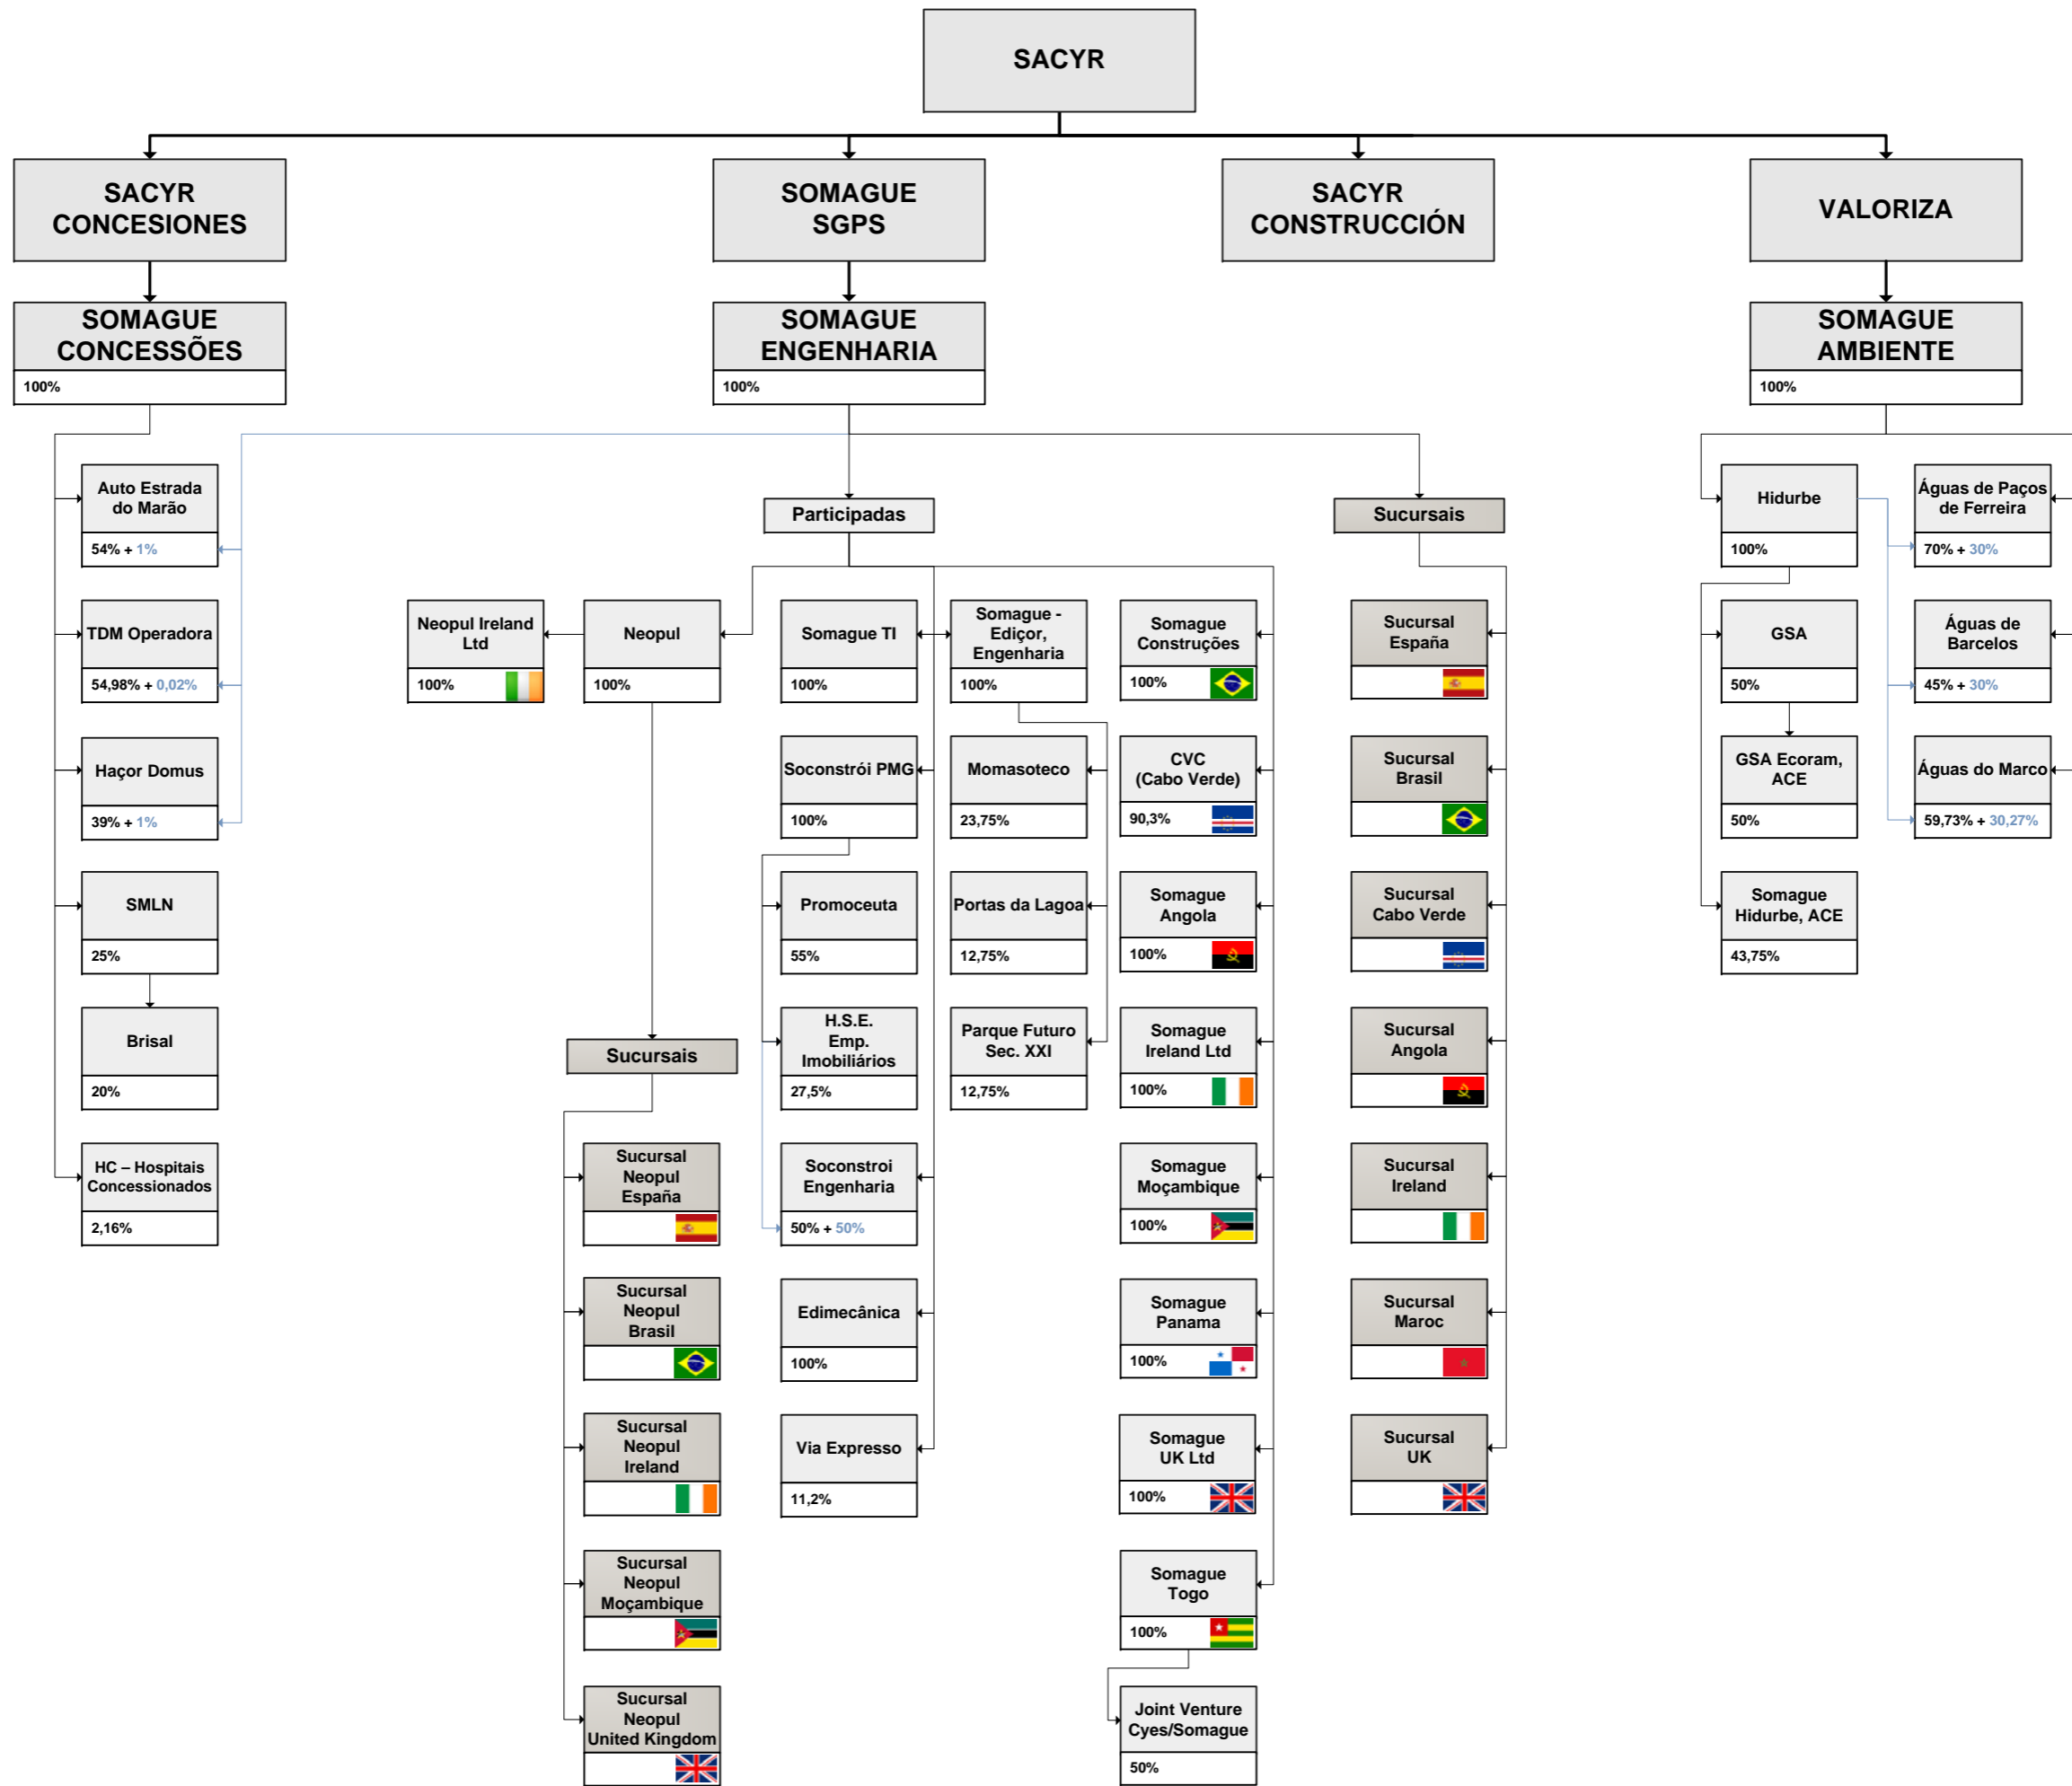 SACYR
SACYR
CONCESIONES
SOMAGUE
SGPS
SACYR
CONSTRUCCIÓN
VALORIZA
SOMAGUE
CONCESSÕES
100%
SOMAGUE
ENGENHARIA
100%
SOMAGUE
AMBIENTE
100%
Auto Estrada
do Marão
54% + 1%
TDM Operadora
54,98% + 0,02%
Haçor Domus
39% + 1%
SMLN
25%
Brisal
20%
HC – Hospitais
Concessionados
2,16%
Participadas
Sucursais
Neopul Ireland
Ltd
100%
Neopul
100%
Sucursais
Sucursal
Neopul
España
Sucursal
Neopul
Brasil
Sucursal
Neopul
Ireland
Sucursal
Neopul
Moçambique
Sucursal
Neopul
United Kingdom
Somague TI
100%
Soconstrói PMG
100%
Promoceuta
55%
H.S.E.
Emp.
Imobiliários
27,5%
Soconstroi
Engenharia
50% + 50%
Edimecânica
100%
Via Expresso
11,2%
Somague -
Ediçor,
Engenharia
100%
Momasoteco
23,75%
Portas da Lagoa
12,75%
Parque Futuro
Sec. XXI
12,75%
Somague
Construções
100%
CVC
(Cabo Verde)
90,3%
Somague
Angola
100%
Somague
Ireland Ltd
100%
Somague
Moçambique
100%
Somague
Panama
100%
Somague
UK Ltd
100%
Somague
Togo
100%
Joint Venture
Cyes/Somague
50%
Sucursal
España
Sucursal
Brasil
Sucursal
Cabo Verde
Sucursal
Angola
Sucursal
Ireland
Sucursal
Maroc
Sucursal
UK
Hidurbe
100%
GSA
50%
GSA Ecoram,
ACE
50%
Somague
Hidurbe, ACE
43,75%
Águas de Paços
de Ferreira
70% + 30%
Águas de
Barcelos
45% + 30%
Águas do Marco
59,73% + 30,27%